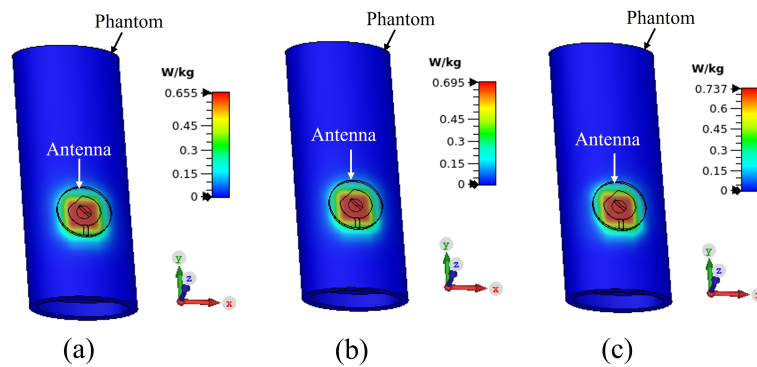 Phantom
W/kg
0.655
0.45
0.3
0.15
0
Antenna
y
z
x
(a)
Phantom
W/kg
0.695
0.45
0.3
0.15
0
Antenna
y
z
x
(b)
Phantom
W/kg
0.737
0.6
0.45
0.3
0.15
0
Antenna
y
z
(c)